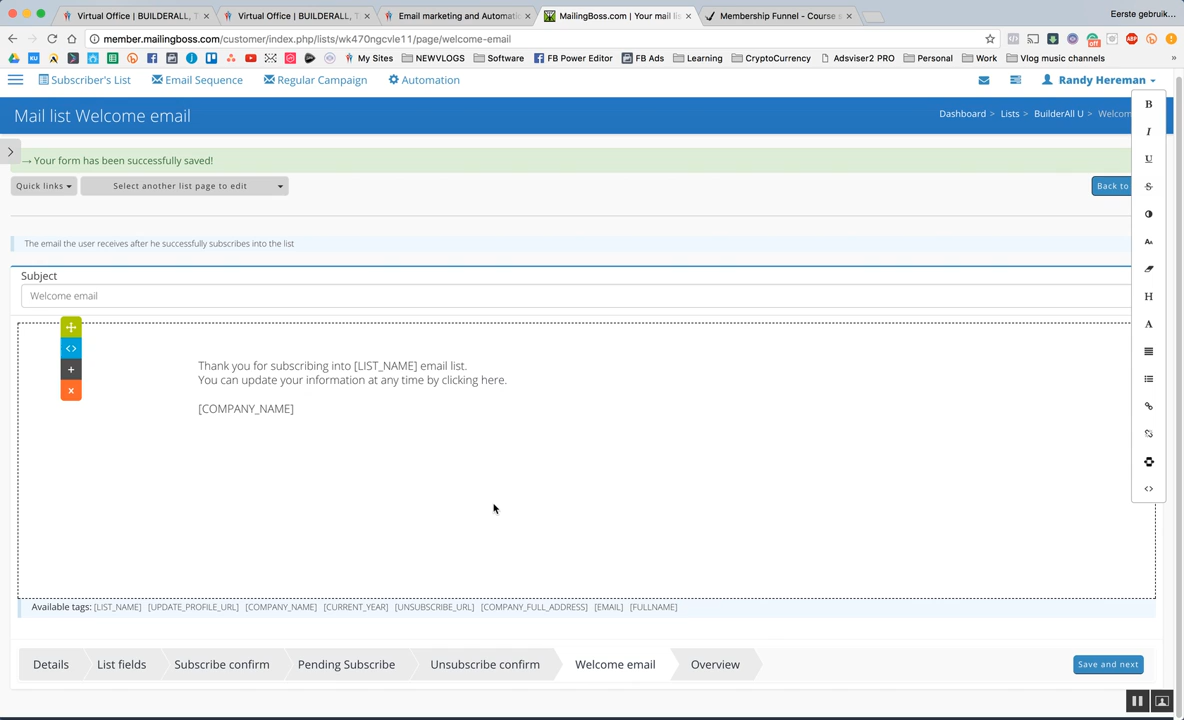 Virtual Office | BUILDERALL, T
Virtual Office | BUILDERALL, T
Email marketing and Automatic
MailingBoss.com | Your mail lis
Membership Funnel - Course
Eerste gebruik...
member.mailingboss.com/customer/index.php/lists/wk470ngcvle11/page/welcome-email
My Sites
NEWVLOGS
Software
FB Power Editor
FB Ads
Learning
CryptoCurrency
Adsviser2 PRO
Personal
Work
Vlog music channels
»
Subscriber's List
Email Sequence
Regular Campaign
Automation
Randy Hereman
Mail list Welcome email
Dashboard > Lists > BuilderAll U > Welcom
→ Your form has been successfully saved!
Quick links
Select another list page to edit
Back to
The email the user receives after he successfully subscribes into the list
Subject
Welcome email
Thank you for subscribing into [LIST_NAME] email list.
You can update your information at any time by clicking here.
[COMPANY_NAME]
Available tags: [LIST_NAME] [UPDATE_PROFILE_URL] [COMPANY_NAME] [CURRENT_YEAR] [UNSUBSCRIBE_URL] [COMPANY_FULL_ADDRESS] [EMAIL] [FULLNAME]
Details
List fields
Subscribe confirm
Pending Subscribe
Unsubscribe confirm
Welcome email
Overview
Save and next